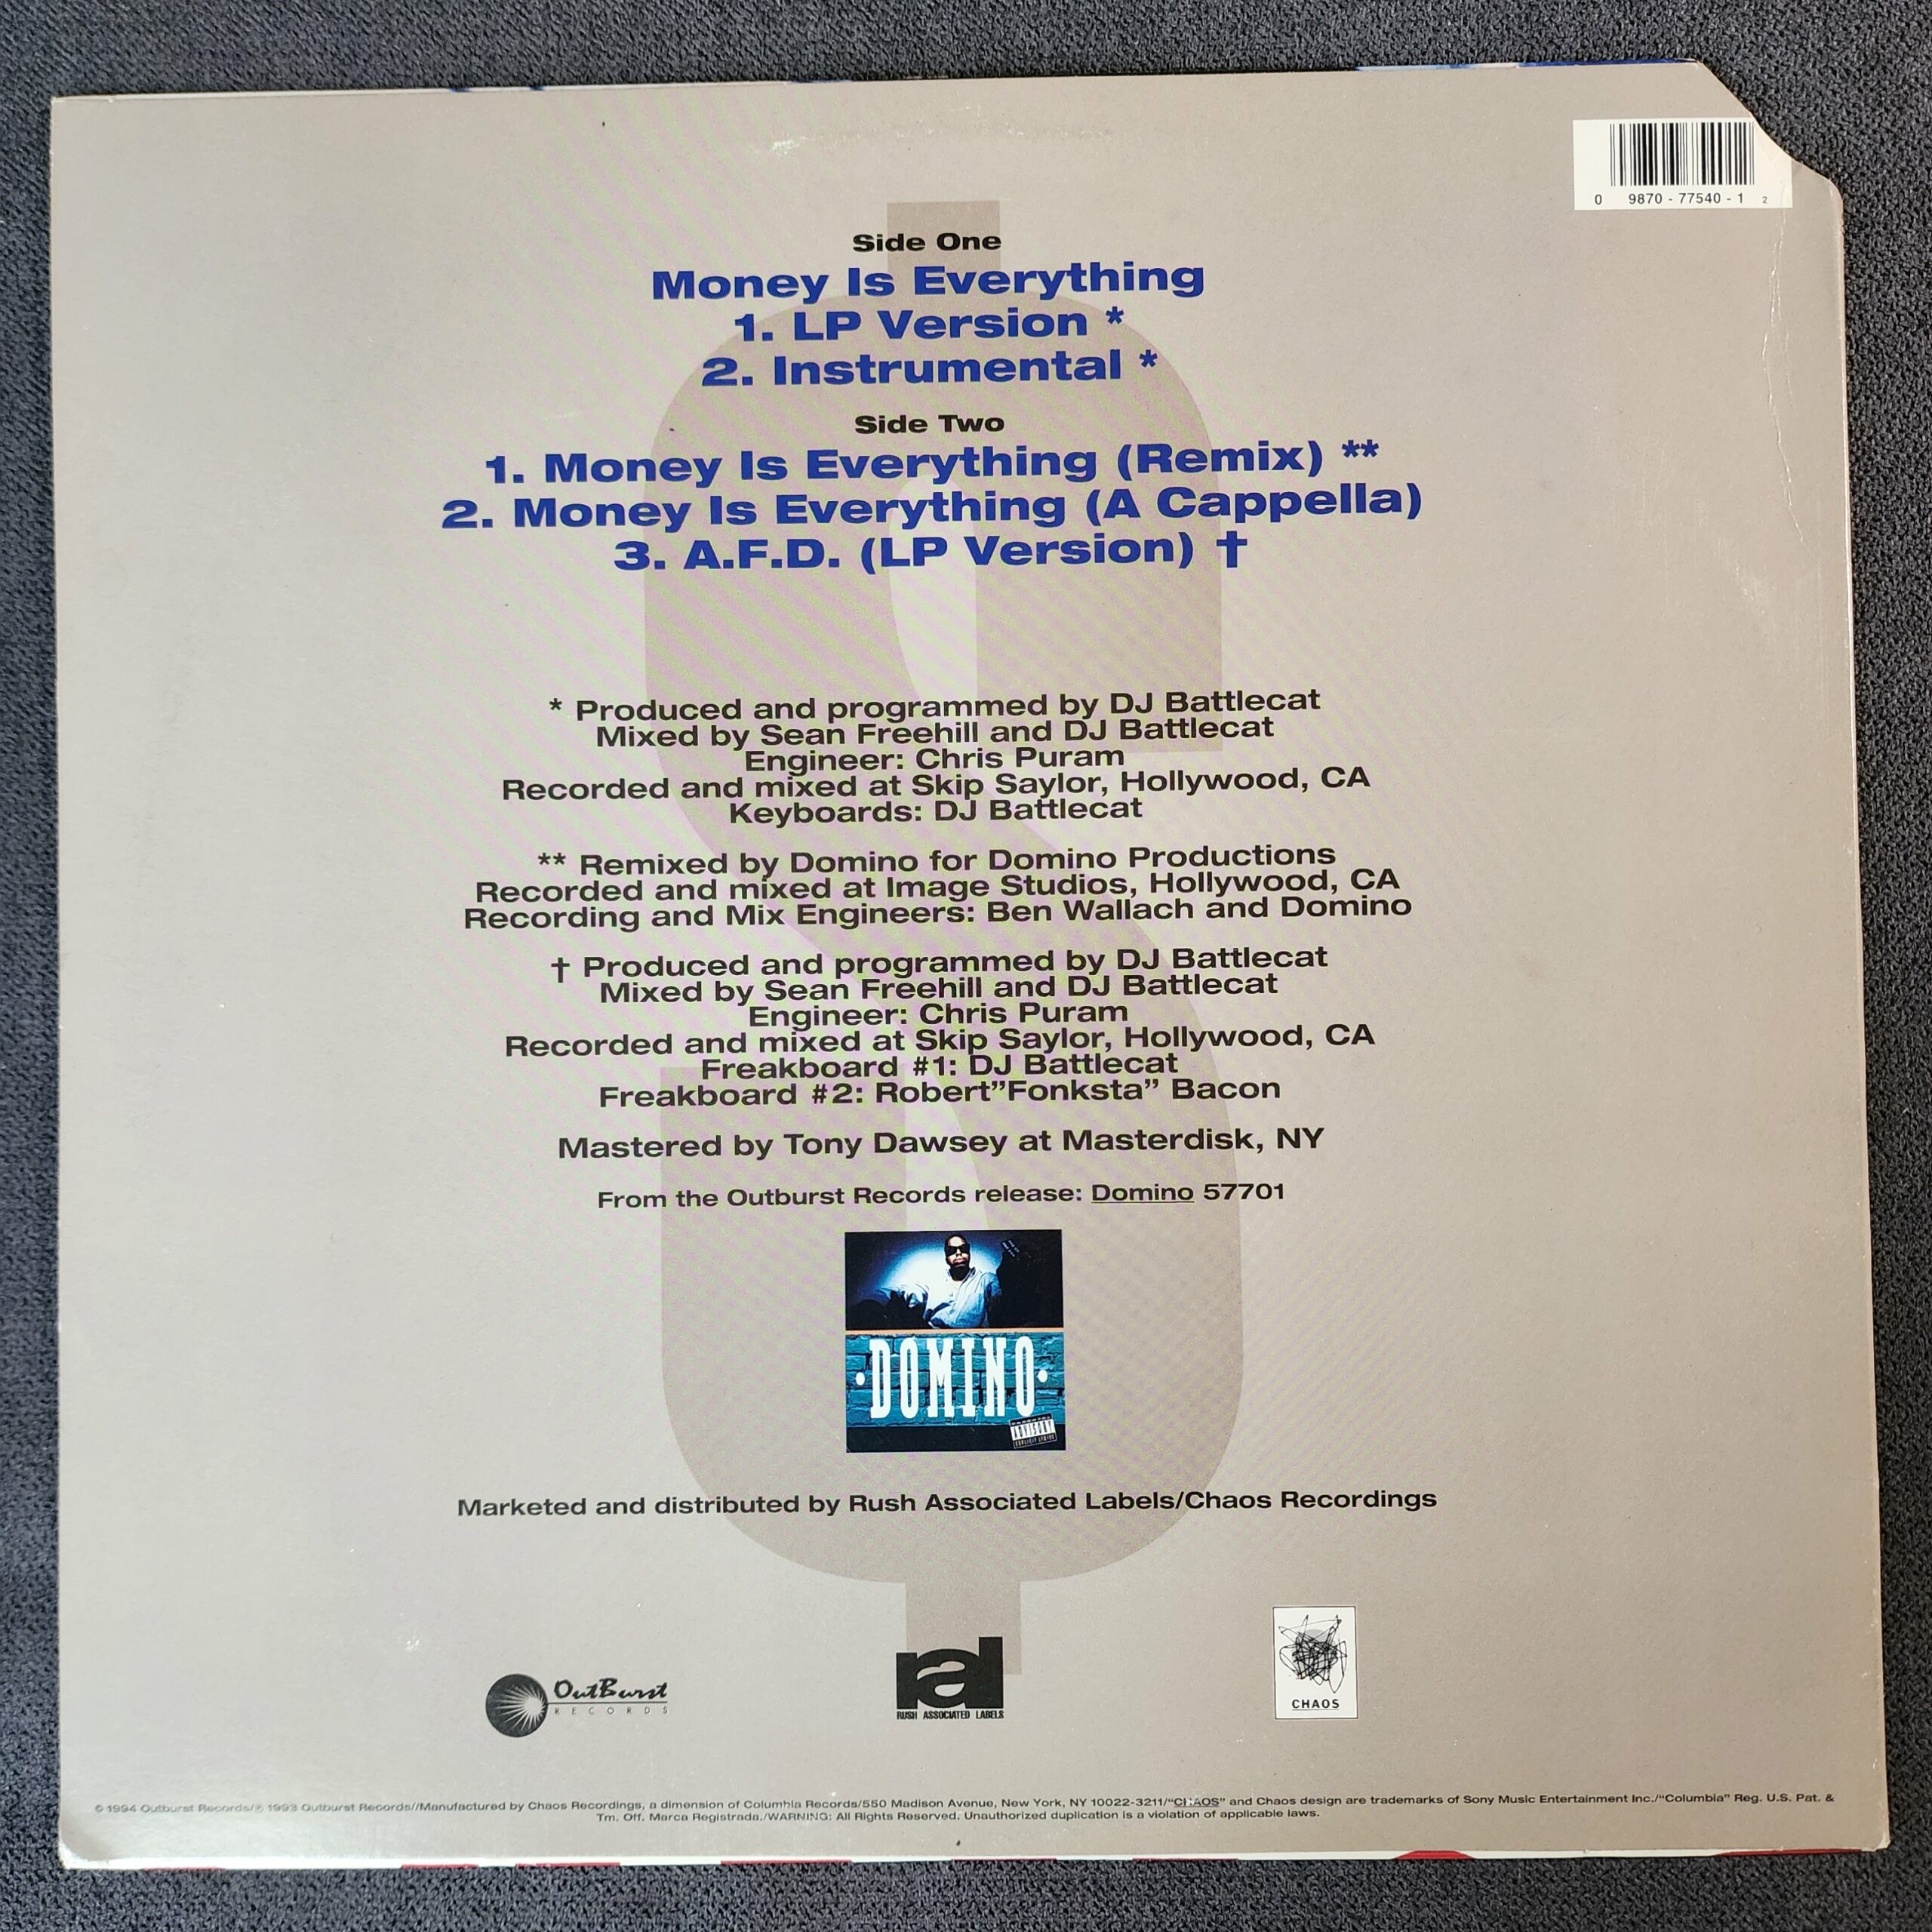 0 9870 - 77540 - 1 2
Side One
Money Is Everything
1. LP Version *
2. Instrumental *
Side Two
1. Money Is Everything (Remix) **
2. Money Is Everything (A Cappella)
3. A.F.D. (LP Version) †
* Produced and programmed by DJ Battlecat
Mixed by Sean Freehill and DJ Battlecat
Engineer: Chris Puram
Recorded and mixed at Skip Saylor, Hollywood, CA
Keyboards: DJ Battlecat
** Remixed by Domino for Domino Productions
Recorded and mixed at Image Studios, Hollywood, CA
Recording and Mix Engineers: Ben Wallach and Domino
† Produced and programmed by DJ Battlecat
Mixed by Sean Freehill and DJ Battlecat
Engineer: Chris Puram
Recorded and mixed at Skip Saylor, Hollywood, CA
Freakboard #1: DJ Battlecat
Freakboard #2: Robert”Fonksta” Bacon
Mastered by Tony Dawsey at Masterdisk, NY
From the Outburst Records release: Domino 57701
·DOMINO·
ADVISORY
EXPLICIT LYRICS
Marketed and distributed by Rush Associated Labels/Chaos Recordings
OutBurst
RECORDS
ral
RUSH ASSOCIATED LABELS
CHAOS
© 1994 Outburst Records/℗ 1993 Outburst Records//Manufactured by Chaos Recordings, a dimension of Columbia Records/550 Madison Avenue, New York, NY 10022-3211/“CHAOS” and Chaos design are trademarks of Sony Music Entertainment Inc./“Columbia” Reg. U.S. Pat. &
Tm. Off. Marca Registrada./WARNING: All Rights Reserved. Unauthorized duplication is a violation of applicable laws.